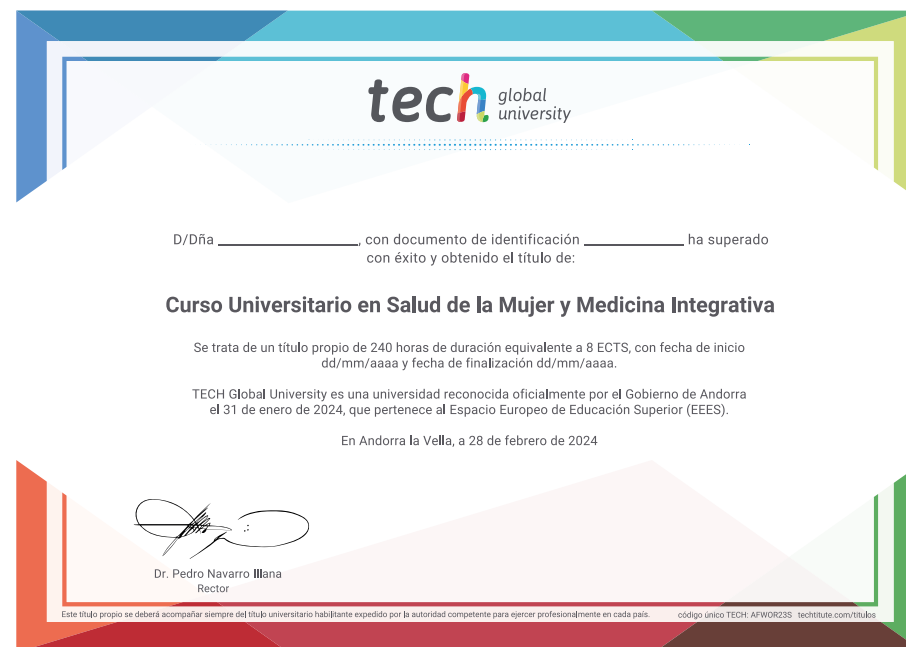 tech global university
D/Dña ____________________, con documento de identificación ______________ ha superado
con éxito y obtenido el título de:
Curso Universitario en Salud de la Mujer y Medicina Integrativa
Se trata de un título propio de 240 horas de duración equivalente a 8 ECTS, con fecha de inicio
dd/mm/aaaa y fecha de finalización dd/mm/aaaa.
TECH Global University es una universidad reconocida oficialmente por el Gobierno de Andorra
el 31 de enero de 2024, que pertenece al Espacio Europeo de Educación Superior (EEES).
En Andorra la Vella, a 28 de febrero de 2024
Dr. Pedro Navarro Illana
Rector
Este título propio se deberá acompañar siempre del título universitario habilitante expedido por la autoridad competente para ejercer profesionalmente en cada país.
código único TECH: AFWOR23S techtitute.com/titulos